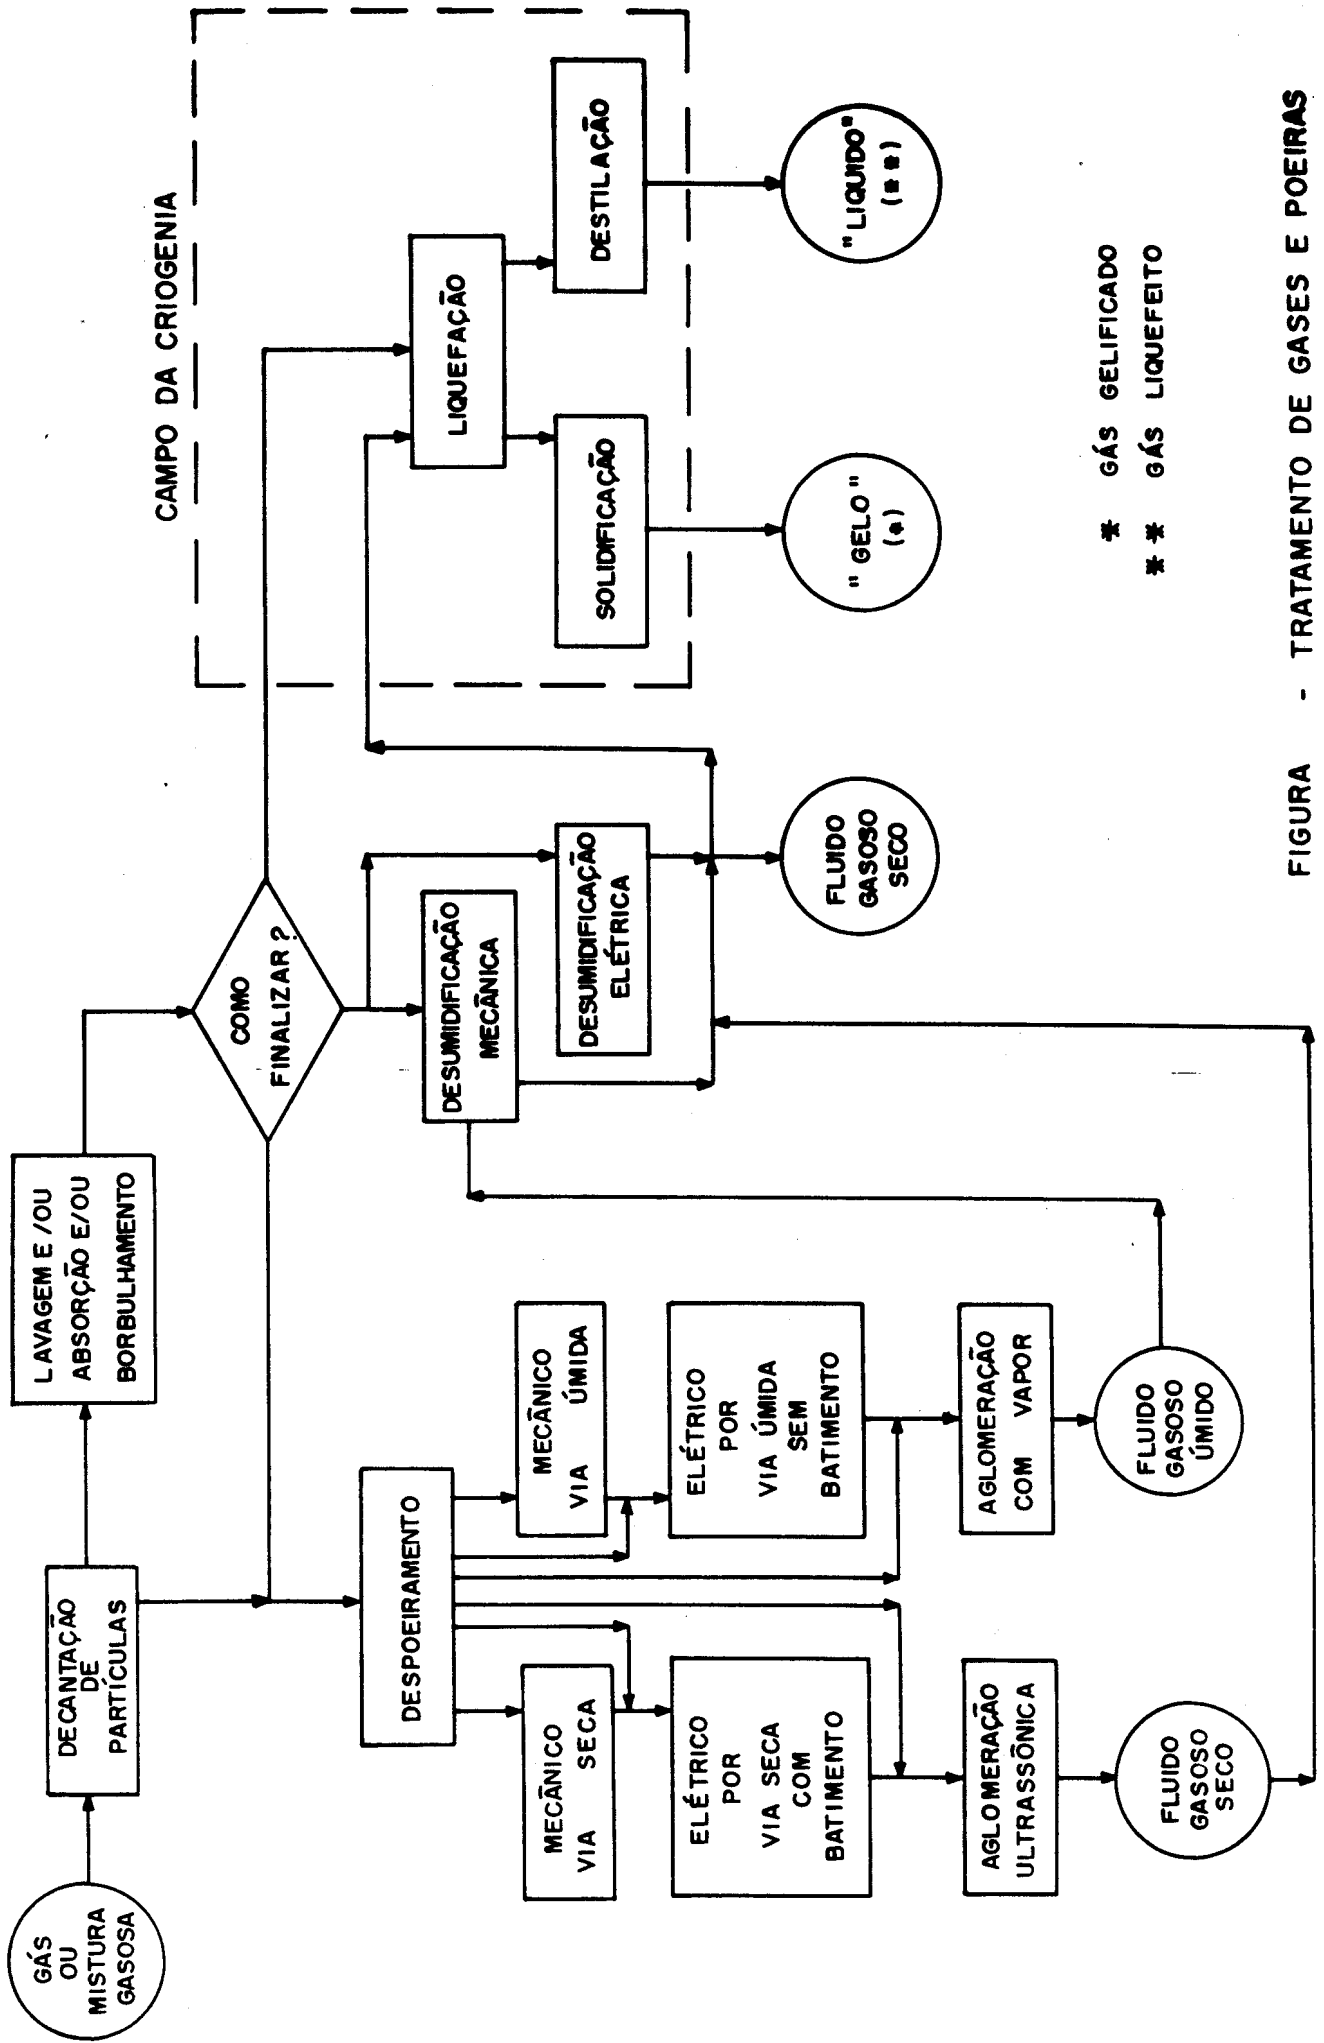 GÁS
OU
MISTURA
GASOSA
DECANTAÇÃO
DE
PARTÍCULAS
LAVAGEM E /OU
ABSORÇÃO E/OU
BORBULHAMENTO
COMO
FINALIZAR ?
CAMPO DA CRIOGENIA
LIQUEFAÇÃO
SOLIDIFICAÇÃO
DESTILAÇÃO
" GELO "
(*)
"LIQUIDO"
(**)
DESUMIDIFICAÇÃO
MECÂNICA
DESUMIDIFICAÇÃO
ELÉTRICA
FLUIDO
GASOSO
SECO
DESPOEIRAMENTO
MECÂNICO
VIA SECA
MECÂNICO
VIA ÚMIDA
ELÉTRICO
POR
VIA SECA
COM
BATIMENTO
ELÉTRICO
POR
VIA ÚMIDA
SEM
BATIMENTO
AGLOMERAÇÃO
ULTRASSÔNICA
AGLOMERAÇÃO
COM VAPOR
FLUIDO
GASOSO
SECO
FLUIDO
GASOSO
ÚMIDO
* GÁS GELIFICADO
** GÁS LIQUEFEITO
FIGURA - TRATAMENTO DE GASES E POEIRAS